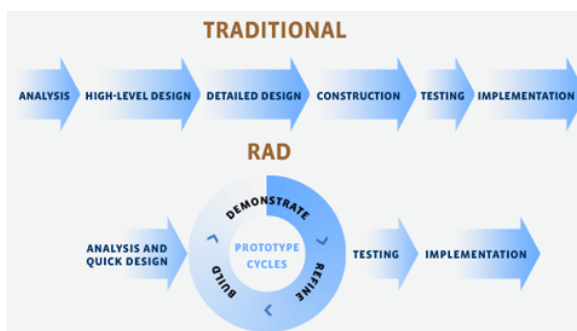 TRADITIONAL
ANALYSIS HIGH-LEVEL DESIGN DETAILED DESIGN CONSTRUCTION TESTING IMPLEMENTATION
RAD
DEMONSTRATE
ANALYSIS AND
QUICK DESIGN
PROTOTYPE
CYCLES
TESTING IMPLEMENTATION
BUILD
REFINE